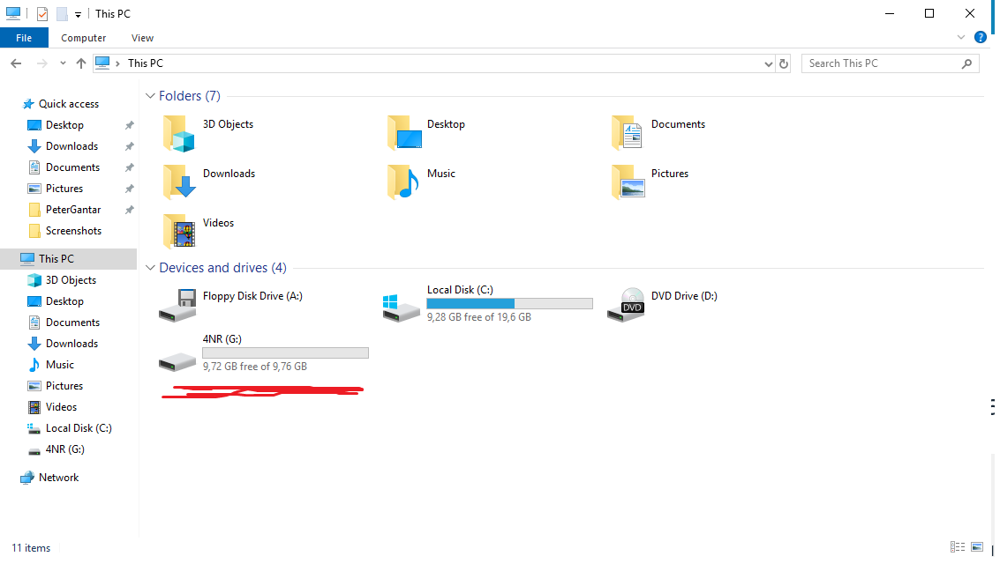 This PC
File Computer View
This PC
Search This PC
Quick access
Desktop
Downloads
Documents
Pictures
PeterGantar
Screenshots
This PC
3D Objects
Desktop
Documents
Downloads
Music
Pictures
Videos
Local Disk (C:)
4NR (G:)
Network
Folders (7)
3D Objects
Desktop
Documents
Downloads
Music
Pictures
Videos
Devices and drives (4)
Floppy Disk Drive (A:)
Local Disk (C:)
9,28 GB free of 19,6 GB
DVD
DVD Drive (D:)
4NR (G:)
9,72 GB free of 9,76 GB
11 items